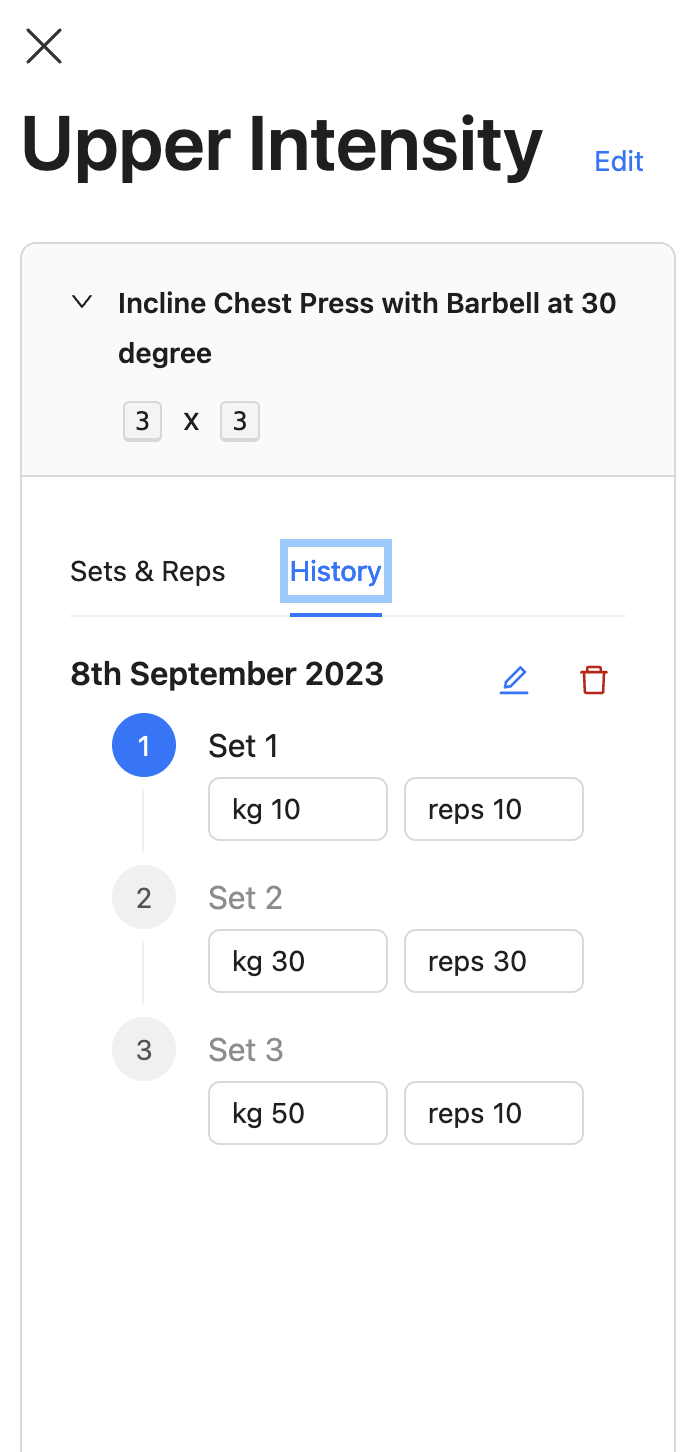 Upper Intensity Edit
Incline Chest Press with Barbell at 30
degree
3 x 3
Sets & Reps History
8th September 2023
1 Set 1
kg 10 reps 10
2 Set 2
kg 30 reps 30
3 Set 3
kg 50 reps 10